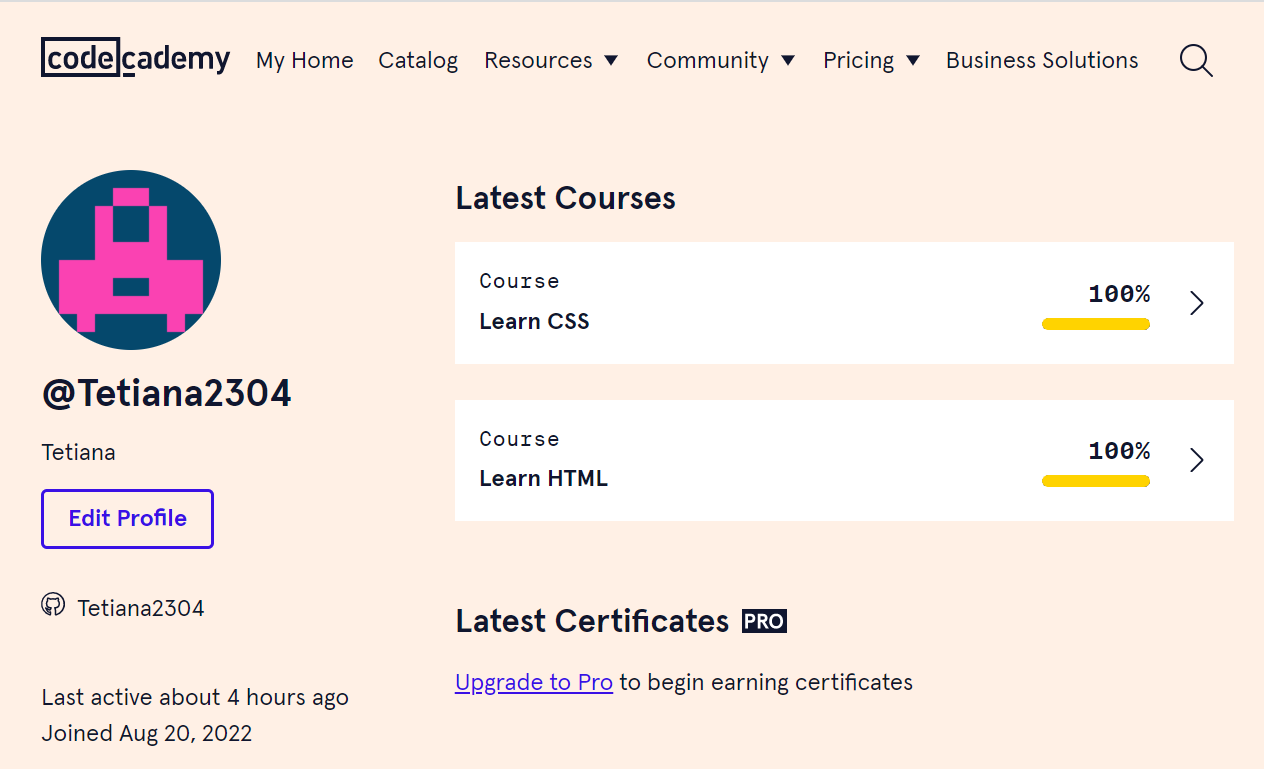 codecademy My Home Catalog Resources Community Pricing Business Solutions
@Tetiana2304
Tetiana
Edit Profile
Tetiana2304
Last active about 4 hours ago
Joined Aug 20, 2022
Latest Courses
Course
Learn CSS
100%
Course
Learn HTML
100%
Latest Certificates PRO
Upgrade to Pro to begin earning certificates